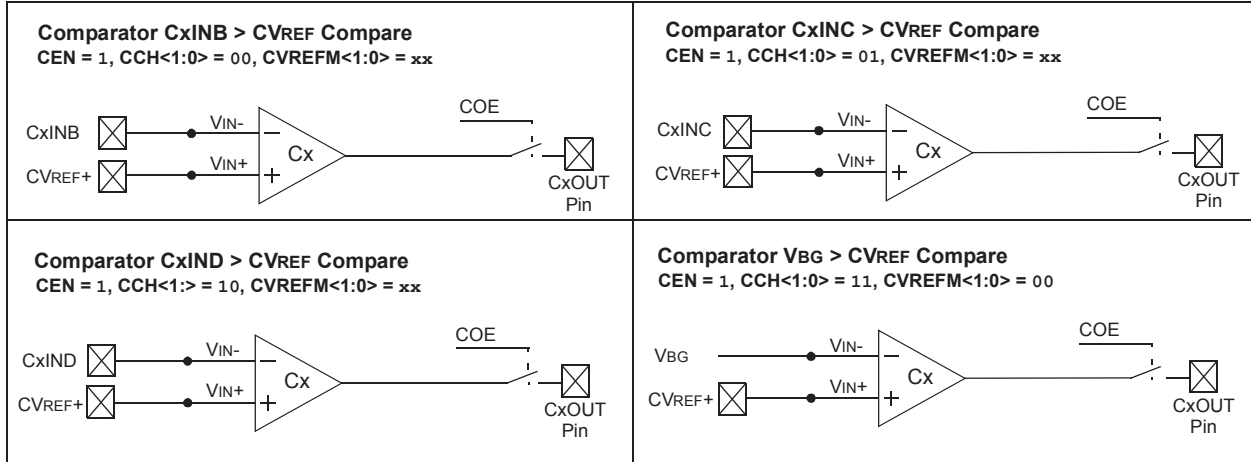 Comparator CxINB > CVREF Compare
CEN = 1, CCH<1:0> = 00, CVREFM<1:0> = xx
COE
CxINB
VIN-
Cx
CVREF+
VIN+
CxOUT
Pin
Comparator CxINC > CVREF Compare
CEN = 1, CCH<1:0> = 01, CVREFM<1:0> = xx
COE
CxINC
VIN-
Cx
CVREF+
VIN+
CxOUT
Pin
Comparator CxIND > CVREF Compare
CEN = 1, CCH<1:> = 10, CVREFM<1:0> = xx
COE
CxIND
VIN-
Cx
CVREF+
VIN+
CxOUT
Pin
Comparator VBG > CVREF Compare
CEN = 1, CCH<1:0> = 11, CVREFM<1:0> = 00
COE
VBG
VIN-
Cx
CVREF+
VIN+
CxOUT
Pin